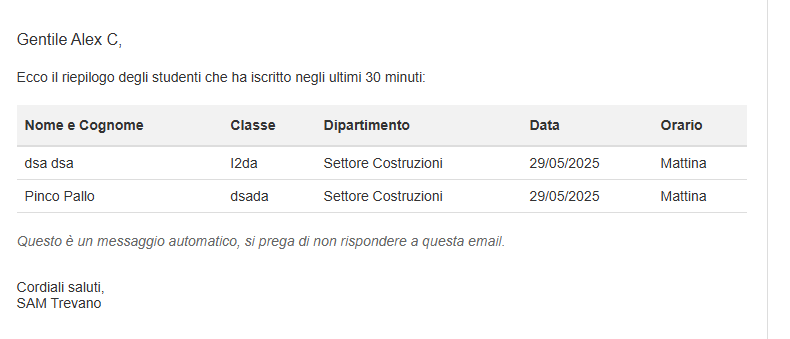 Gentile Alex C,
Ecco il riepilogo degli studenti che ha iscritto negli ultimi 30 minuti:
Nome e Cognome Classe Dipartimento Data Orario
dsa dsa I2da Settore Costruzioni 29/05/2025 Mattina
Pinco Pallo dsada Settore Costruzioni 29/05/2025 Mattina
Questo è un messaggio automatico, si prega di non rispondere a questa email.
Cordiali saluti,
SAM Trevano